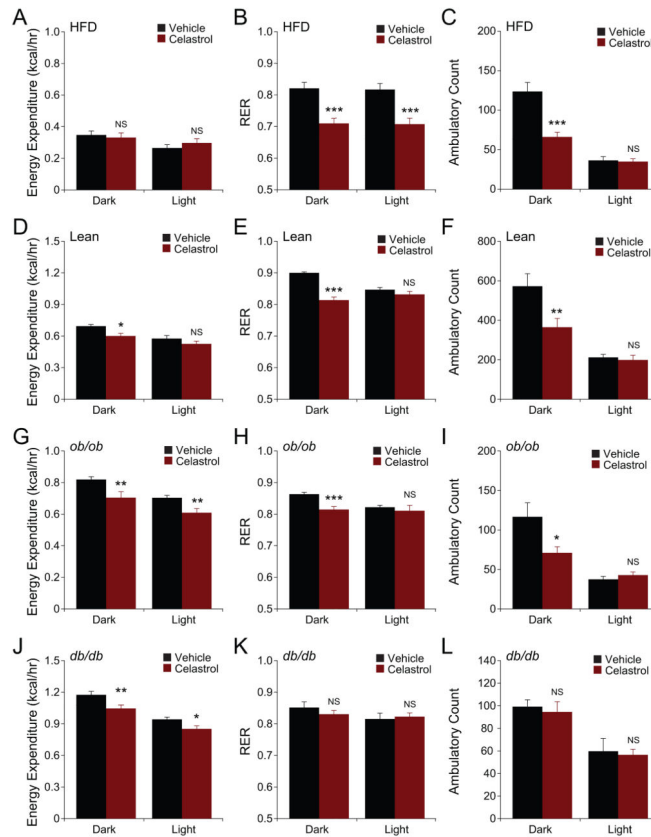 A HFD
Vehicle
Celastrol
Energy Expenditure (kcal/hr)
1.0
0.8
0.6
0.4
0.2
0
NS
NS
Dark Light
B HFD
Vehicle
Celastrol
RER
1.0
0.9
0.8
0.7
0.6
0.5
***
***
Dark Light
C HFD
Vehicle
Celastrol
Ambulatory Count
200
150
100
50
0
***
NS
Dark Light
D Lean
Vehicle
Celastrol
Energy Expenditure (kcal/hr)
1.5
1.2
0.9
0.6
0.3
0
*
NS
Dark Light
E Lean
Vehicle
Celastrol
RER
1.0
0.9
0.8
0.7
0.6
0.5
***
NS
Dark Light
F Lean
Vehicle
Celastrol
Ambulatory Count
800
600
400
200
0
**
NS
Dark Light
G ob/ob
Vehicle
Celastrol
Energy Expenditure (kcal/hr)
1.0
0.8
0.6
0.4
0.2
0
**
**
Dark Light
H ob/ob
Vehicle
Celastrol
RER
1.0
0.9
0.8
0.7
0.6
0.5
***
NS
Dark Light
I ob/ob
Vehicle
Celastrol
Ambulatory Count
200
150
100
50
0
*
NS
Dark Light
J db/db
Vehicle
Celastrol
Energy Expenditure (kcal/hr)
1.5
1.2
0.9
0.6
0.3
0
**
*
Dark Light
K db/db
Vehicle
Celastrol
RER
1.0
0.9
0.8
0.7
0.6
0.5
NS
NS
Dark Light
L db/db
Vehicle
Celastrol
Ambulatory Count
140
120
100
80
60
40
20
0
NS
NS
Dark Light